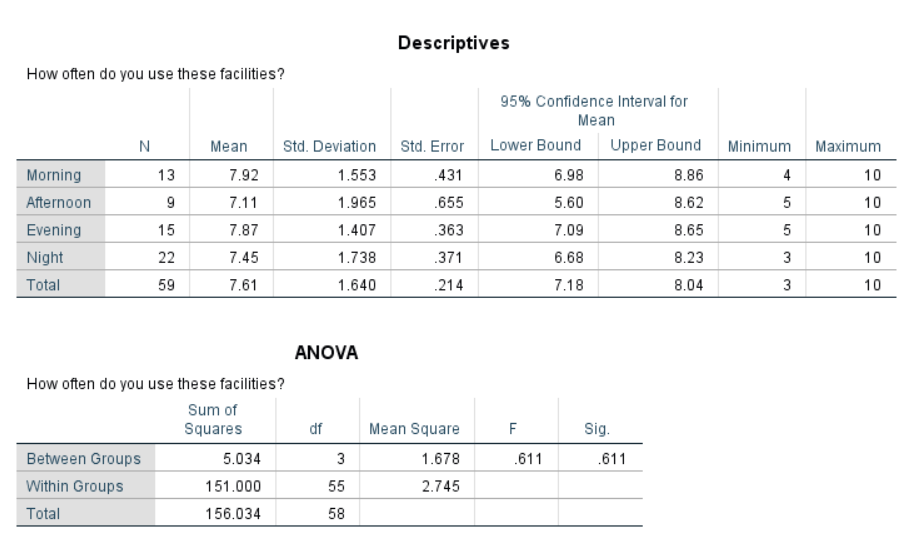 Descriptives
How often do you use these facilities?
95% Confidence Interval for
Mean
N Mean Std. Deviation Std. Error Lower Bound Upper Bound Minimum Maximum
Morning 13 7.92 1.553 .431 6.98 8.86 4 10
Afternoon 9 7.11 1.965 .655 5.60 8.62 5 10
Evening 15 7.87 1.407 .363 7.09 8.65 5 10
Night 22 7.45 1.738 .371 6.68 8.23 3 10
Total 59 7.61 1.640 .214 7.18 8.04 3 10
ANOVA
How often do you use these facilities?
Sum of
Squares df Mean Square F Sig.
Between Groups 5.034 3 1.678 .611 .611
Within Groups 151.000 55 2.745
Total 156.034 58